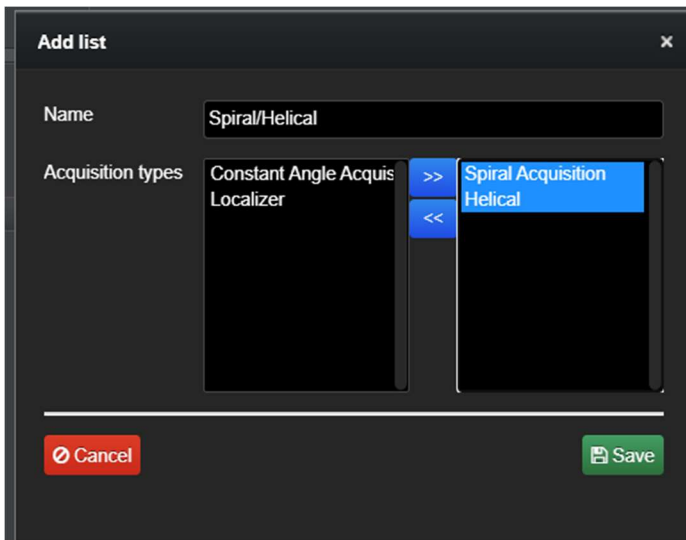 Add list
×
Name
Spiral/Helical
Acquisition types
Constant Angle Acquis
Localizer
>>
<<
Spiral Acquisition
Helical
Cancel
Save